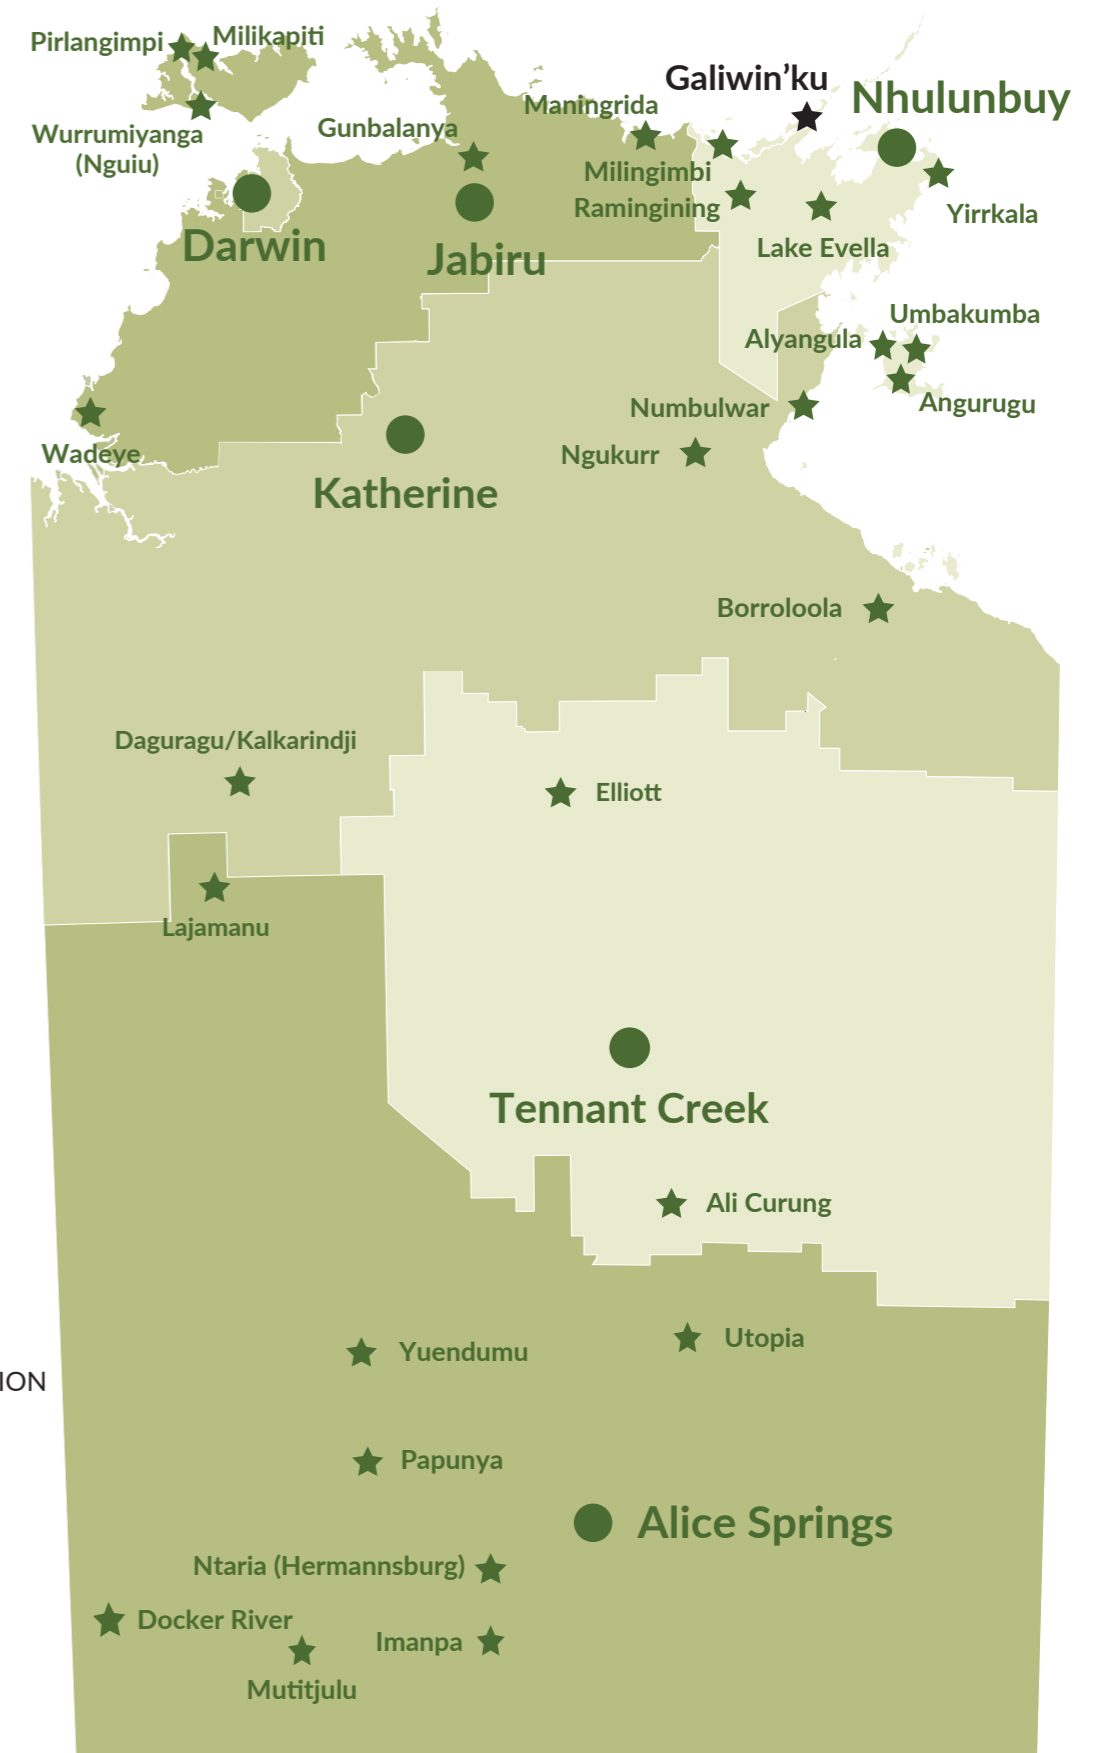 Pirlangimpi
Milikapiti
Wurrumiyanga
(Nguiu)
Gunbalanya
Maningrida
Galiwin’ku
Nhulunbuy
Milingimbi
Ramingining
Yirrkala
Lake Evella
Darwin
Jabiru
Umbakumba
Alyangula
Angurugu
Numbulwar
Ngukurr
Wadeye
Katherine
Borroloola
Daguragu/Kalkarindji
Elliott
Lajamanu
Tennant Creek
Ali Curung
Utopia
Yuendumu
ION
Papunya
Alice Springs
Ntaria (Hermannsburg)
Docker River
Imanpa
Mutitjulu